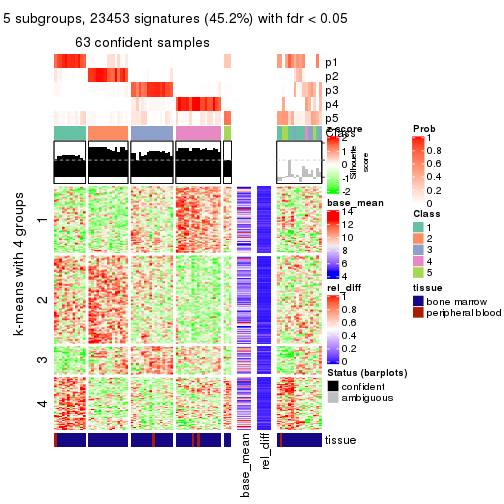 5 subgroups, 23453 signatures (45.2%) with fdr < 0.05
63 confident samples
p1
p2
p3
p4
p5
Class
Silhouette
score
k-means with 4 groups
1
2
3
4
tissue
base_mean
rel_diff
z-score
2
1
0
-1
-2
base_mean
14
12
10
8
6
4
rel_diff
1
0.8
0.6
0.4
0.2
0
Status (barplots)
confident
ambiguous
Prob
1
0.8
0.6
0.4
0.2
0
Class
1
2
3
4
5
tissue
bone marrow
peripheral blood